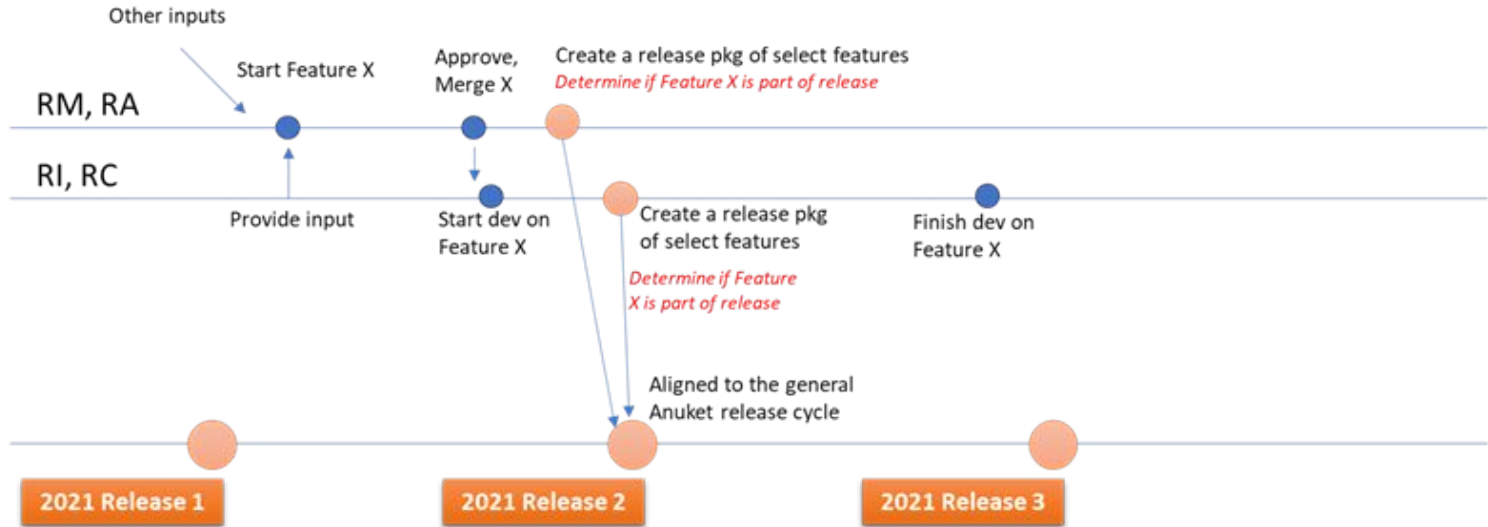 Other inputs
Start Feature X
Approve,
Merge X
Create a release pkg of select features
Determine if Feature X is part of release
RM, RA
RI, RC
Provide input
Start dev on
Feature X
Create a release pkg
of select features
Determine if Feature
X is part of release
Finish dev on
Feature X
Aligned to the general
Anuket release cycle
2021 Release 1
2021 Release 2
2021 Release 3